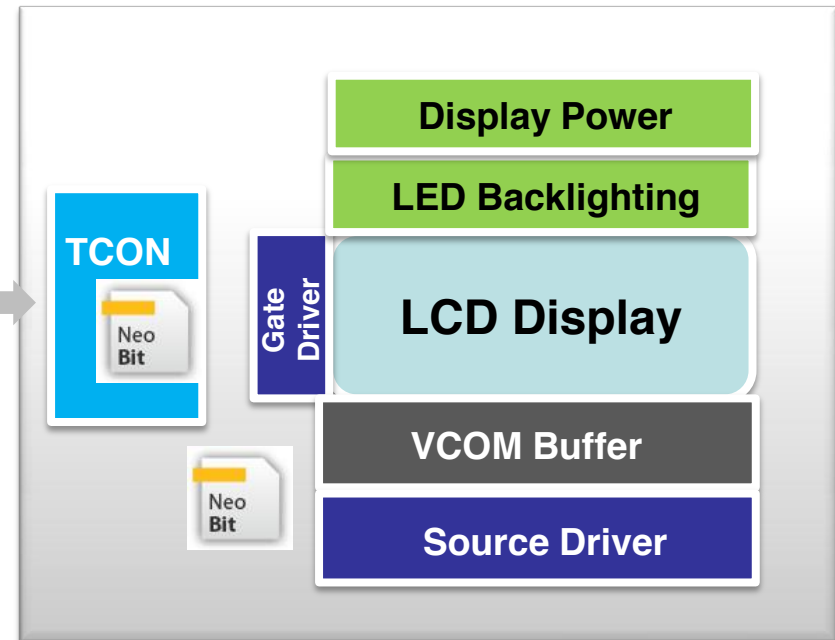 Display Power
LED Backlighting
TCON
Neo
Bit
Gate
Driver
LCD Display
VCOM Buffer
Neo
Bit
Source Driver